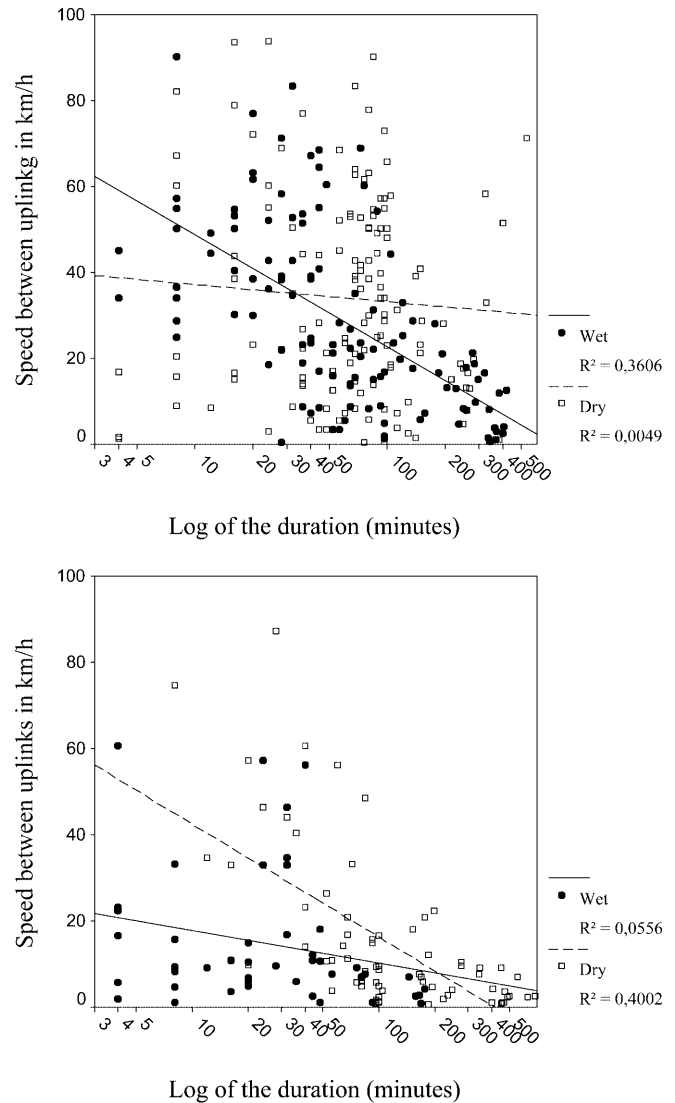 100
80
60
40
20
0
Speed between uplinkg in km/h
3 4 5 10 20 30 40 50 100 200 300 400 500
Log of the duration (minutes)
Wet
R² = 0,3606
Dry
R² = 0,0049
100
80
60
40
20
0
Speed between uplinks in km/h
3 4 5 10 20 30 40 50 100 200 300 400 500
Log of the duration (minutes)
Wet
R² = 0,0556
Dry
R² = 0,4002